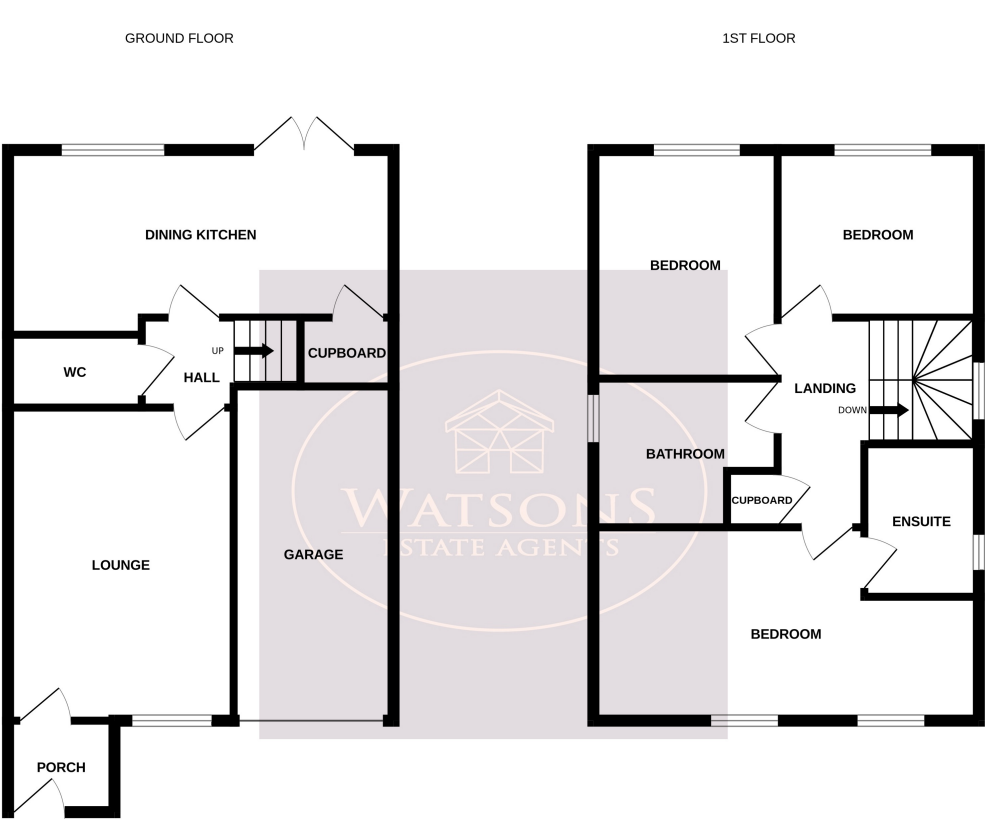 GROUND FLOOR
DINING KITCHEN
WC
UP
HALL
CUPBOARD
LOUNGE
GARAGE
PORCH
1ST FLOOR
BEDROOM
BEDROOM
LANDING
DOWN
BATHROOM
CUPBOARD
ENSUITE
BEDROOM
WATSONS
ESTATE AGENTS